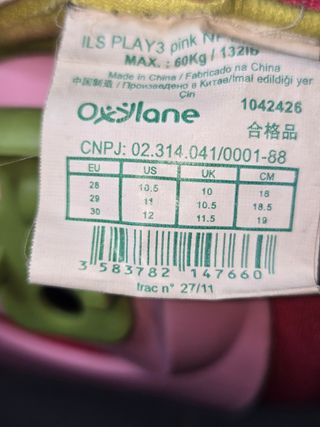 ILS PLAY3 pink
MAX. : 60Kg / 132lb
Made in China / Fabricado na China
中国制造 / Произведено в Китае/Imal edildiği yer
Çin
Oxylane
1042426
合格品
CNPJ: 02.314.041/0001-88
EU US UK CM
28 10.5 10 18
29 11 10.5 18.5
30 12 11.5 19
3 583782 147660
trac n° 27/11